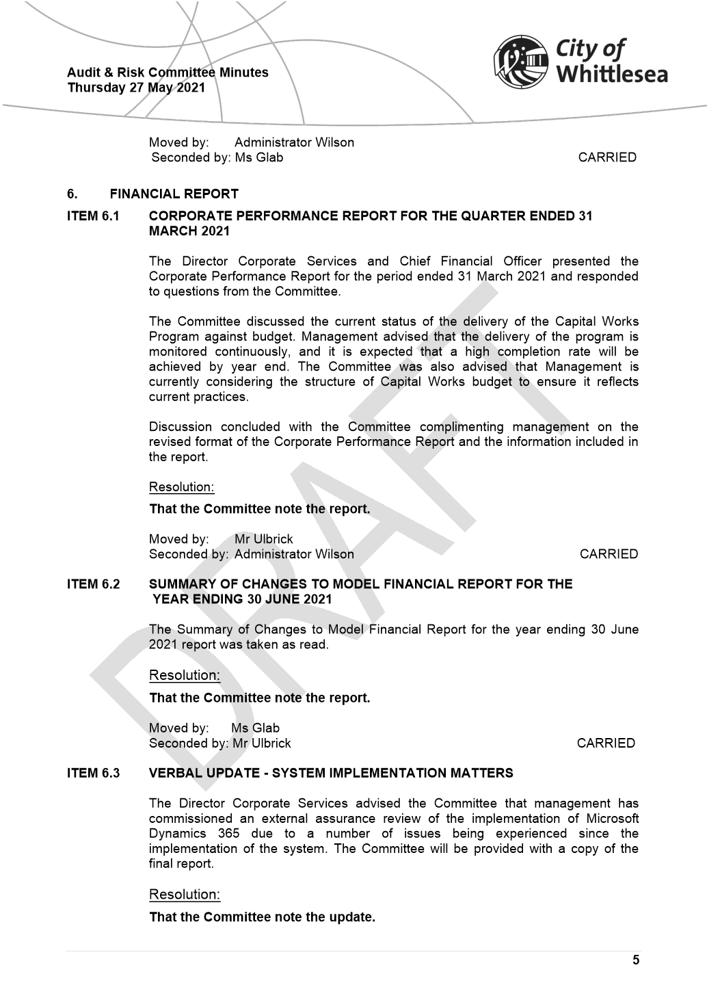 City of
Whittlesea
Audit & Risk Committee Minutes
Thursday 27 May 2021
Moved by: Administrator Wilson
Seconded by: Ms Glab CARRIED
6. FINANCIAL REPORT
ITEM 6.1 CORPORATE PERFORMANCE REPORT FOR THE QUARTER ENDED 31
MARCH 2021
The Director Corporate Services and Chief Financial Officer presented the
Corporate Performance Report for the period ended 31 March 2021 and responded
to questions from the Committee.
The Committee discussed the current status of the delivery of the Capital Works
Program against budget. Management advised that the delivery of the program is
monitored continuously, and it is expected that a high completion rate will be
achieved by year end. The Committee was also advised that Management is
currently considering the structure of Capital Works budget to ensure it reflects
current practices.
Discussion concluded with the Committee complimenting management on the
revised format of the Corporate Performance Report and the information included in
the report.
Resolution:
That the Committee note the report.
Moved by: Mr Ulbrick
Seconded by: Administrator Wilson CARRIED
ITEM 6.2 SUMMARY OF CHANGES TO MODEL FINANCIAL REPORT FOR THE
YEAR ENDING 30 JUNE 2021
The Summary of Changes to Model Financial Report for the year ending 30 June
2021 report was taken as read.
Resolution:
That the Committee note the report.
Moved by: Ms Glab
Seconded by: Mr Ulbrick CARRIED
ITEM 6.3 VERBAL UPDATE - SYSTEM IMPLEMENTATION MATTERS
The Director Corporate Services advised the Committee that management has
commissioned an external assurance review of the implementation of Microsoft
Dynamics 365 due to a number of issues being experienced since the
implementation of the system. The Committee will be provided with a copy of the
final report.
Resolution:
That the Committee note the update.
5
DRAFT